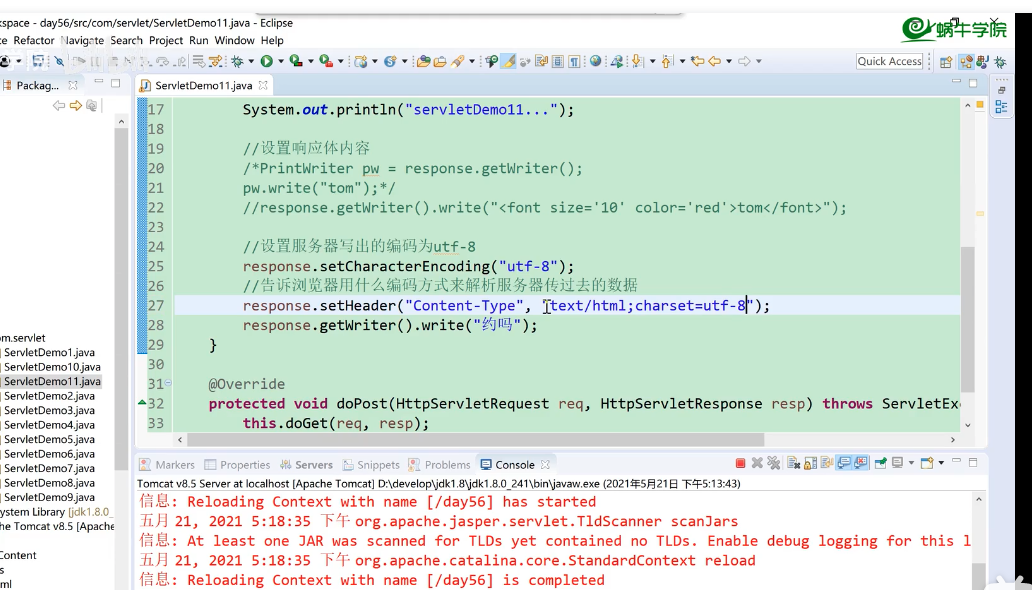 kspace - day56/src/com/servlet/ServletDemo11.java - Eclipse
蜗牛学院
ce Refactor Navigate Search Project Run Window Help
Quick Access
Packag...
ServletDemo11.java
17 System.out.println("servletDemo11...");
18
19 //设置响应体内容
20 /*PrintWriter pw = response.getWriter();
21 pw.write("tom");*/
22 //response.getWriter().write("<font size='10' color='red'>tom</font>");
23
24 //设置服务器写出的编码为utf-8
25 response.setCharacterEncoding("utf-8");
26 //告诉浏览器用什么编码方式来解析服务器传过去的数据
27 response.setHeader("Content-Type", "text/html;charset=utf-8");
28 response.getWriter().write("约吗");
29 }
30
31 @Override
32 protected void doPost(HttpServletRequest req, HttpServletResponse resp) throws ServletEx
33 this.doGet(req, resp);
om.servlet
ServletDemo1.java
ServletDemo10.java
ServletDemo11.java
ServletDemo2.java
ServletDemo3.java
ServletDemo4.java
ServletDemo5.java
ServletDemo6.java
ServletDemo7.java
ServletDemo8.java
ServletDemo9.java
ystem Library [jdk1.8.0_
he Tomcat v8.5 [Apache
Content
s
ml
Markers Properties Servers Snippets Problems Console
Tomcat v8.5 Server at localhost [Apache Tomcat] D:\develop\jdk1.8\jdk1.8.0_241\bin\javaw.exe (2021年5月21日 下午5:13:43)
信息: Reloading Context with name [/day56] has started
五月 21, 2021 5:18:35 下午 org.apache.jasper.servlet.TldScanner scanJars
信息: At least one JAR was scanned for TLDs yet contained no TLDs. Enable debug logging for this l
五月 21, 2021 5:18:35 下午 org.apache.catalina.core.StandardContext reload
信息: Reloading Context with name [/day56] is completed